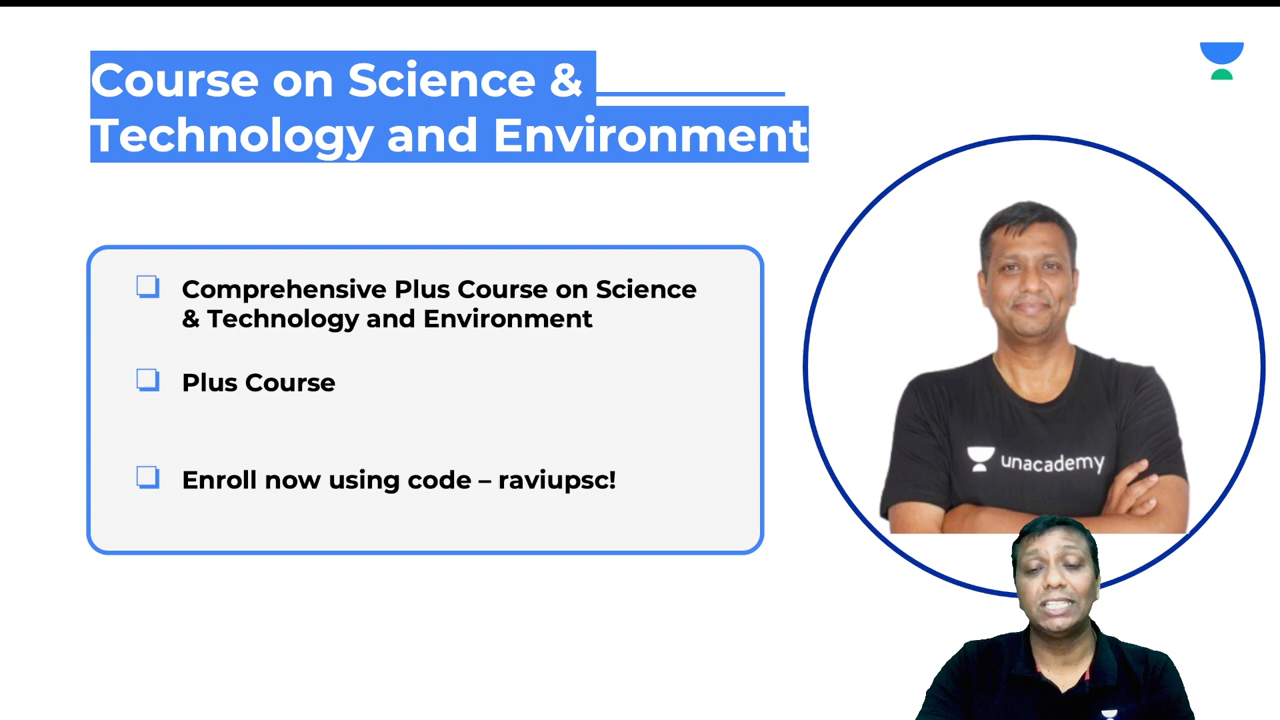 Course on Science &
Technology and Environment
Comprehensive Plus Course on Science
& Technology and Environment
Plus Course
Enroll now using code – raviupsc!
unacademy